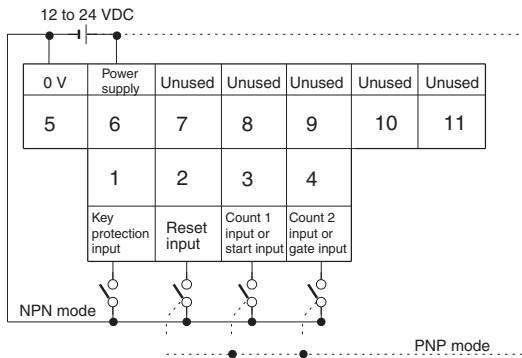 12 to 24 VDC
0 V
Power
supply
Unused
Unused
Unused
Unused
Unused
5 6 7 8 9 10 11
1 2 3 4
Key
protection
input
Reset
input
Count 1
input or
start input
Count 2
input or
gate input
NPN mode
PNP mode